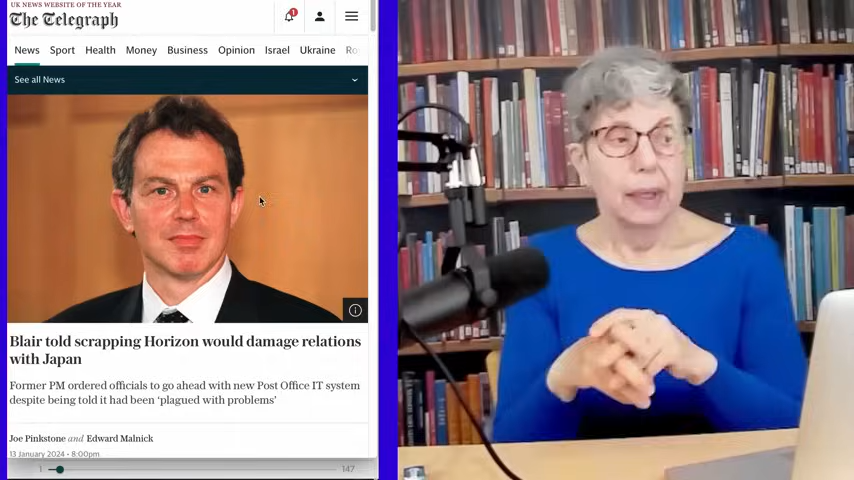 UK NEWS WEBSITE OF THE YEAR
The Telegraph
1
News Sport Health Money Business Opinion Israel Ukraine Ro
See all News
Blair told scrapping Horizon would damage relations
with Japan
Former PM ordered officials to go ahead with new Post Office IT system
despite being told it had been ‘plagued with problems’
Joe Pinkstone and Edward Malnick
13 January 2024 • 8:00pm
1 147